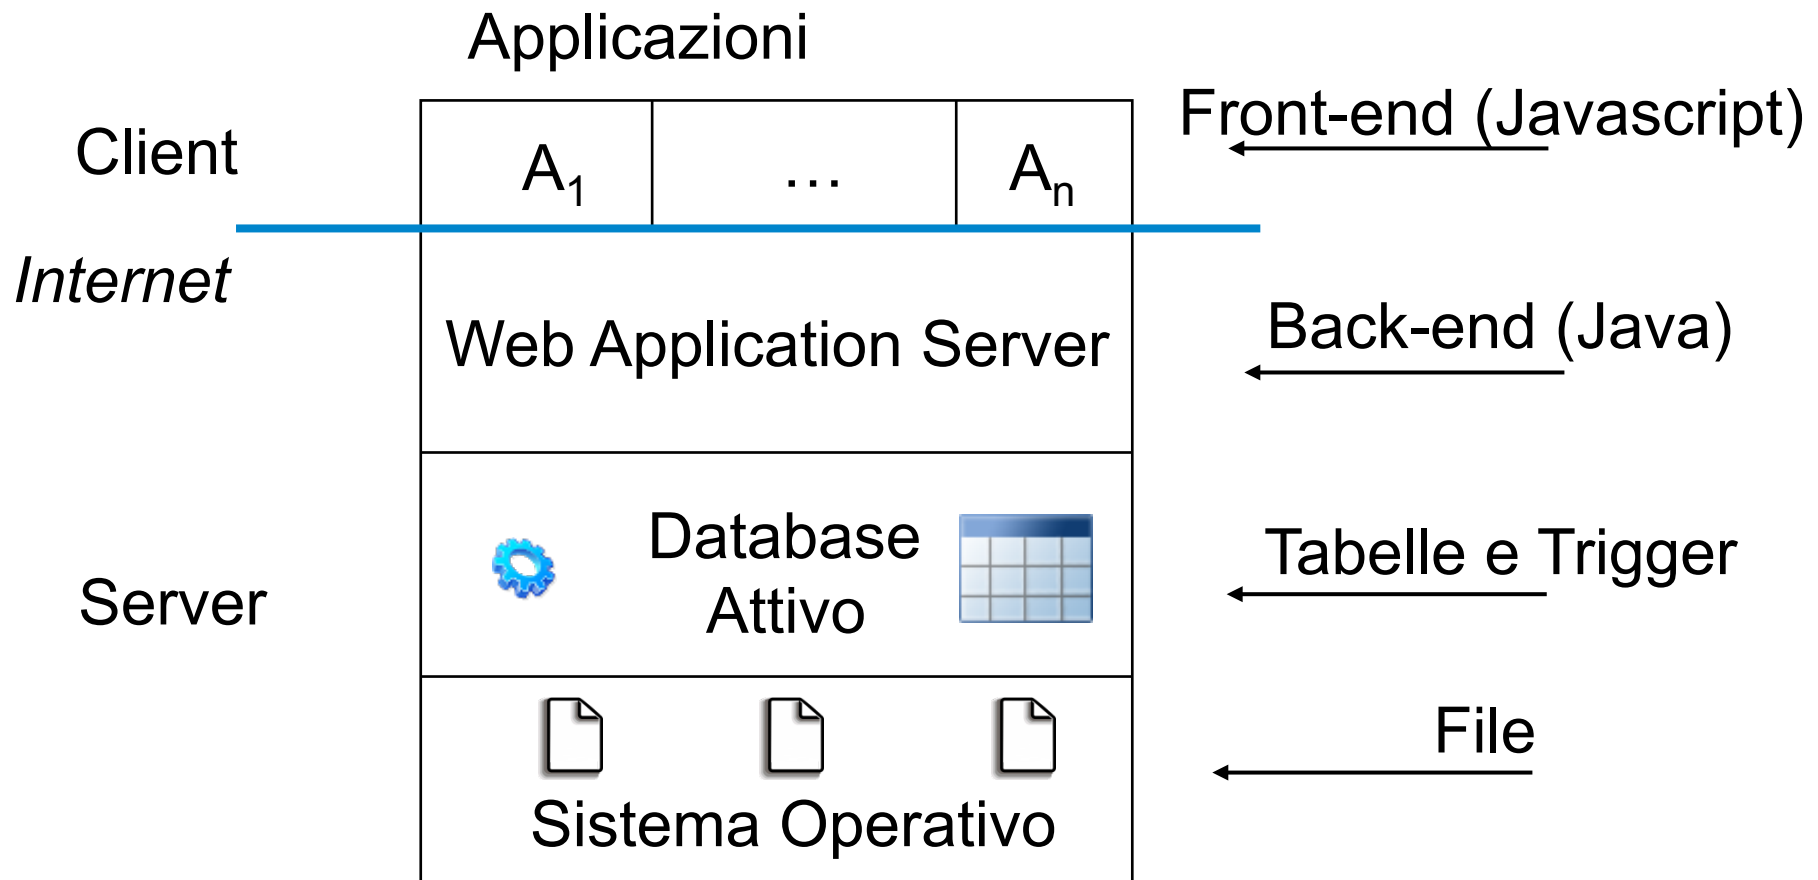 Applicazioni
Client
A₁
…
Aₙ
Front-end (Javascript)
Internet
Web Application Server
Back-end (Java)
Server
Database
Attivo
Tabelle e Trigger
File
Sistema Operativo